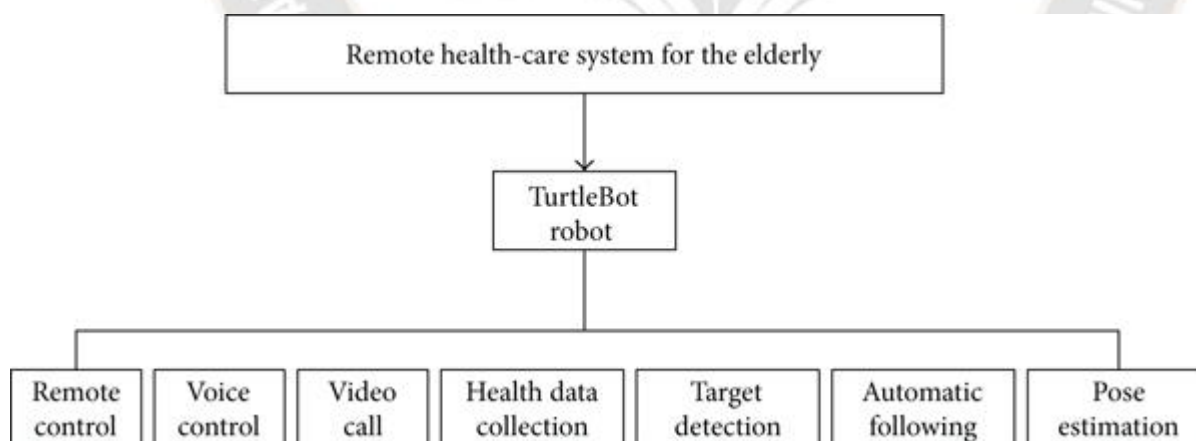 Remote health-care system for the elderly
TurtleBot
robot
Remote
control
Voice
control
Video
call
Health data
collection
Target
detection
Automatic
following
Pose
estimation